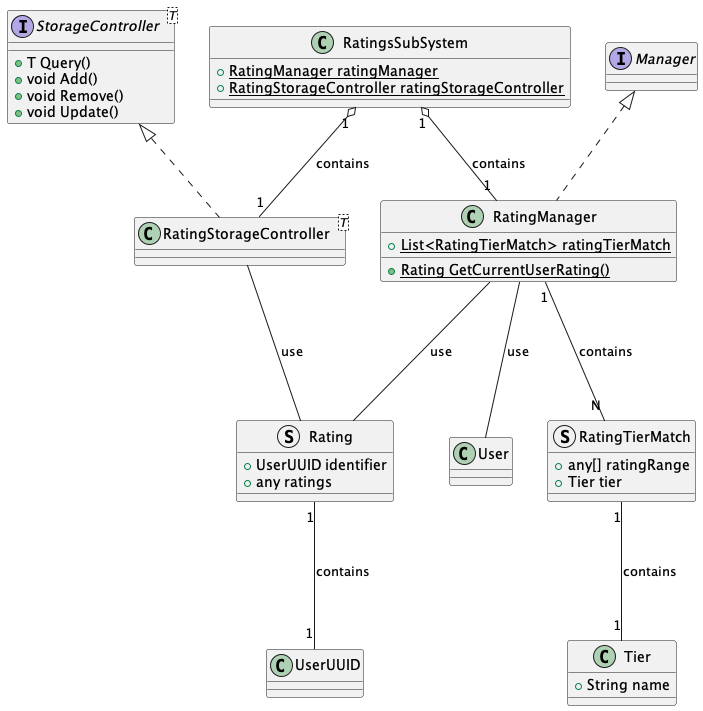 I StorageController T
+ T Query()
+ void Add()
+ void Remove()
+ void Update()
C RatingsSubSystem
RatingManager ratingManager
RatingStorageController ratingStorageController
I Manager
1
contains
1
1
contains
1
C RatingStorageController T
C RatingManager
List<RatingTierMatch> ratingTierMatch
Rating GetCurrentUserRating()
use
use
use
1
contains
N
S Rating
UserUUID identifier
any ratings
C User
S RatingTierMatch
any[] ratingRange
Tier tier
1
contains
1
1
contains
1
C UserUUID
C Tier
String name